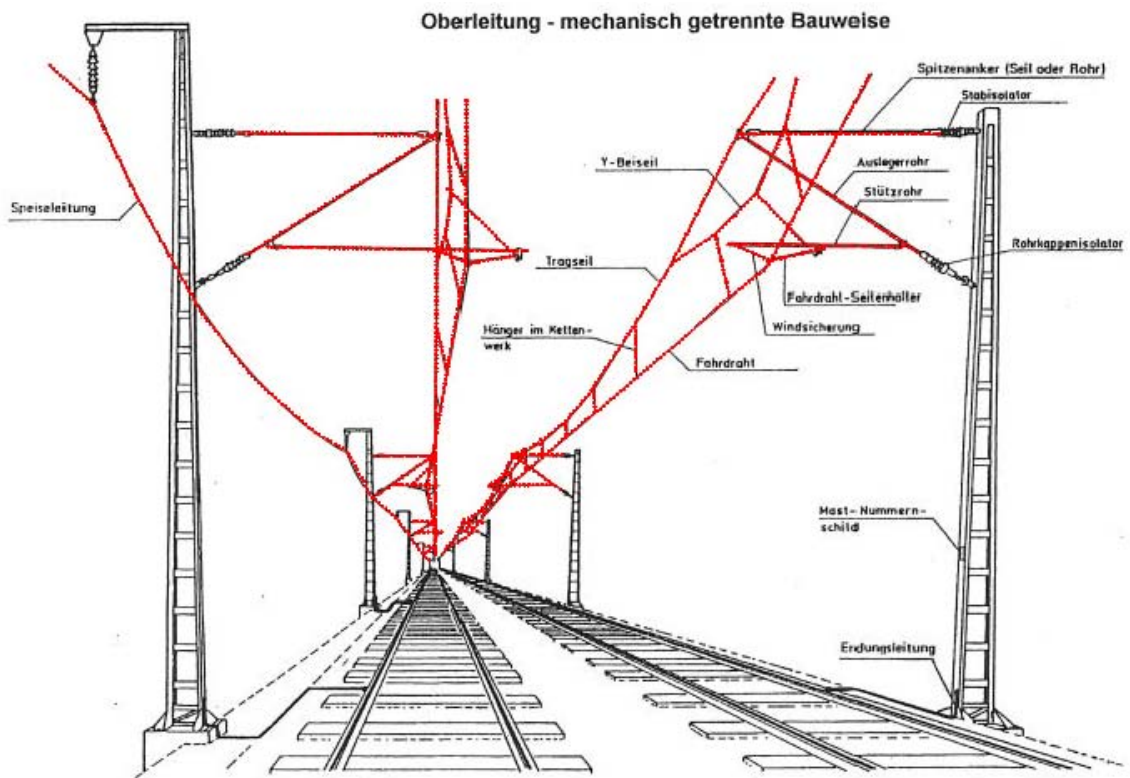 Oberleitung - mechanisch getrennte Bauweise
Spitzenanker (Seil oder Rohr)
Stabisolator
Y-Beiseil
Auslegerrohr
Stützrohr
Speiseleitung
Rohrkappenisolator
Tragseil
Fahrdraht-Seitenhalter
Hänger im Ketten-
werk
Windsicherung
Fahrdraht
Mast-Nummern-
schild
Erdungsleitung